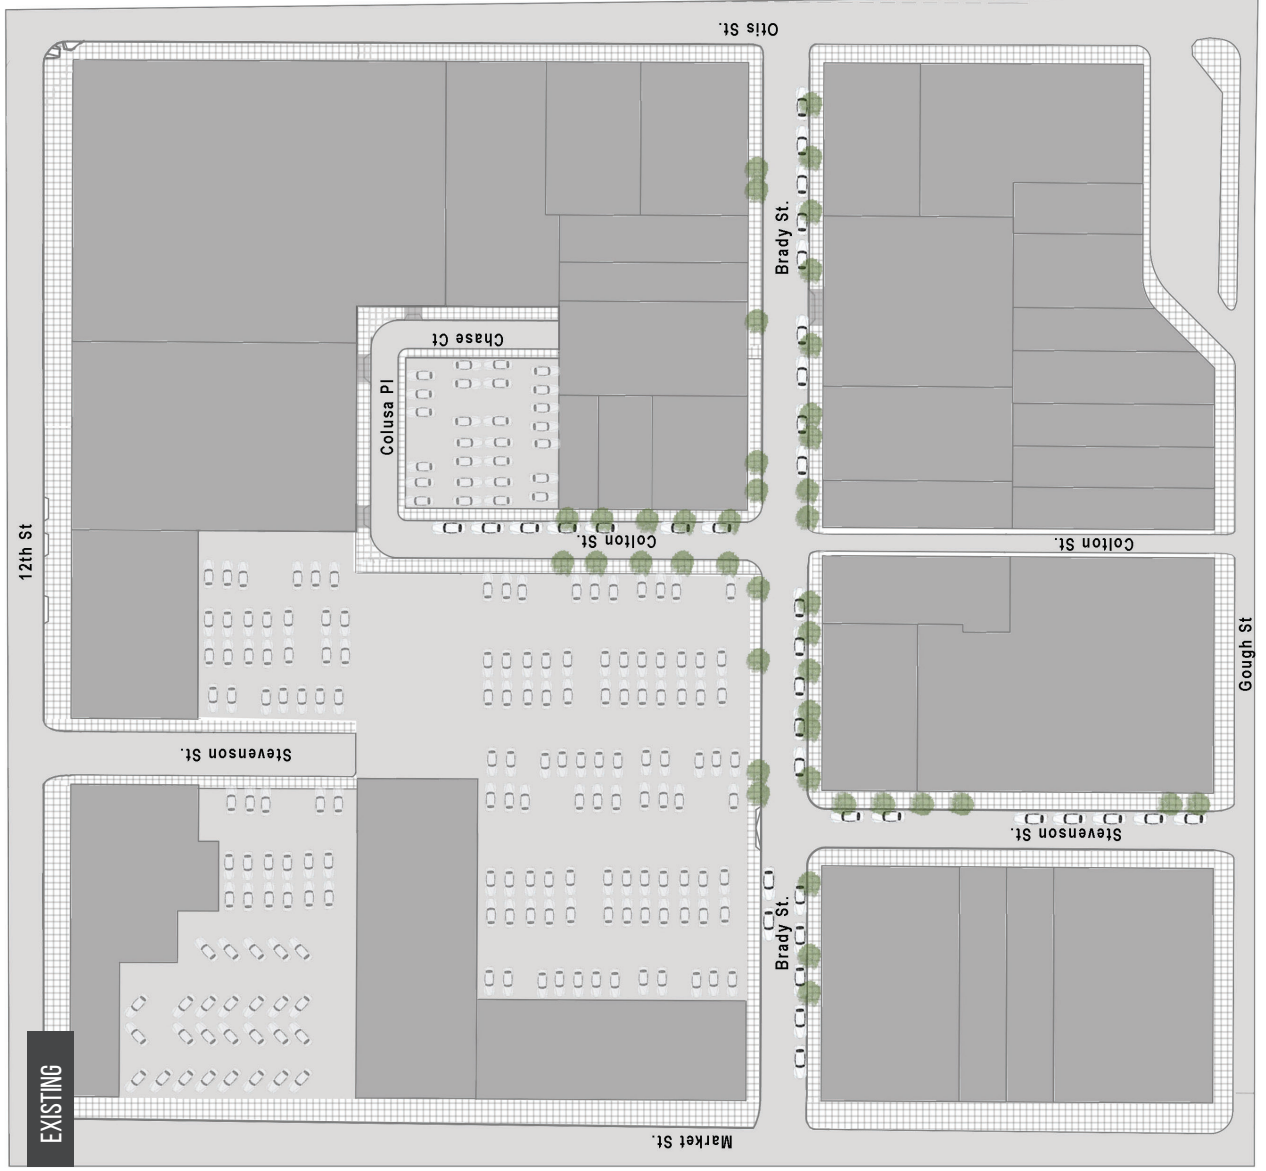 Otis St.
Brady St.
Chase Ct
Colusa Pl
Colton St.
Colton St.
12th St
Gough St
Stevenson St.
Stevenson St.
Brady St.
EXISTING
Market St.